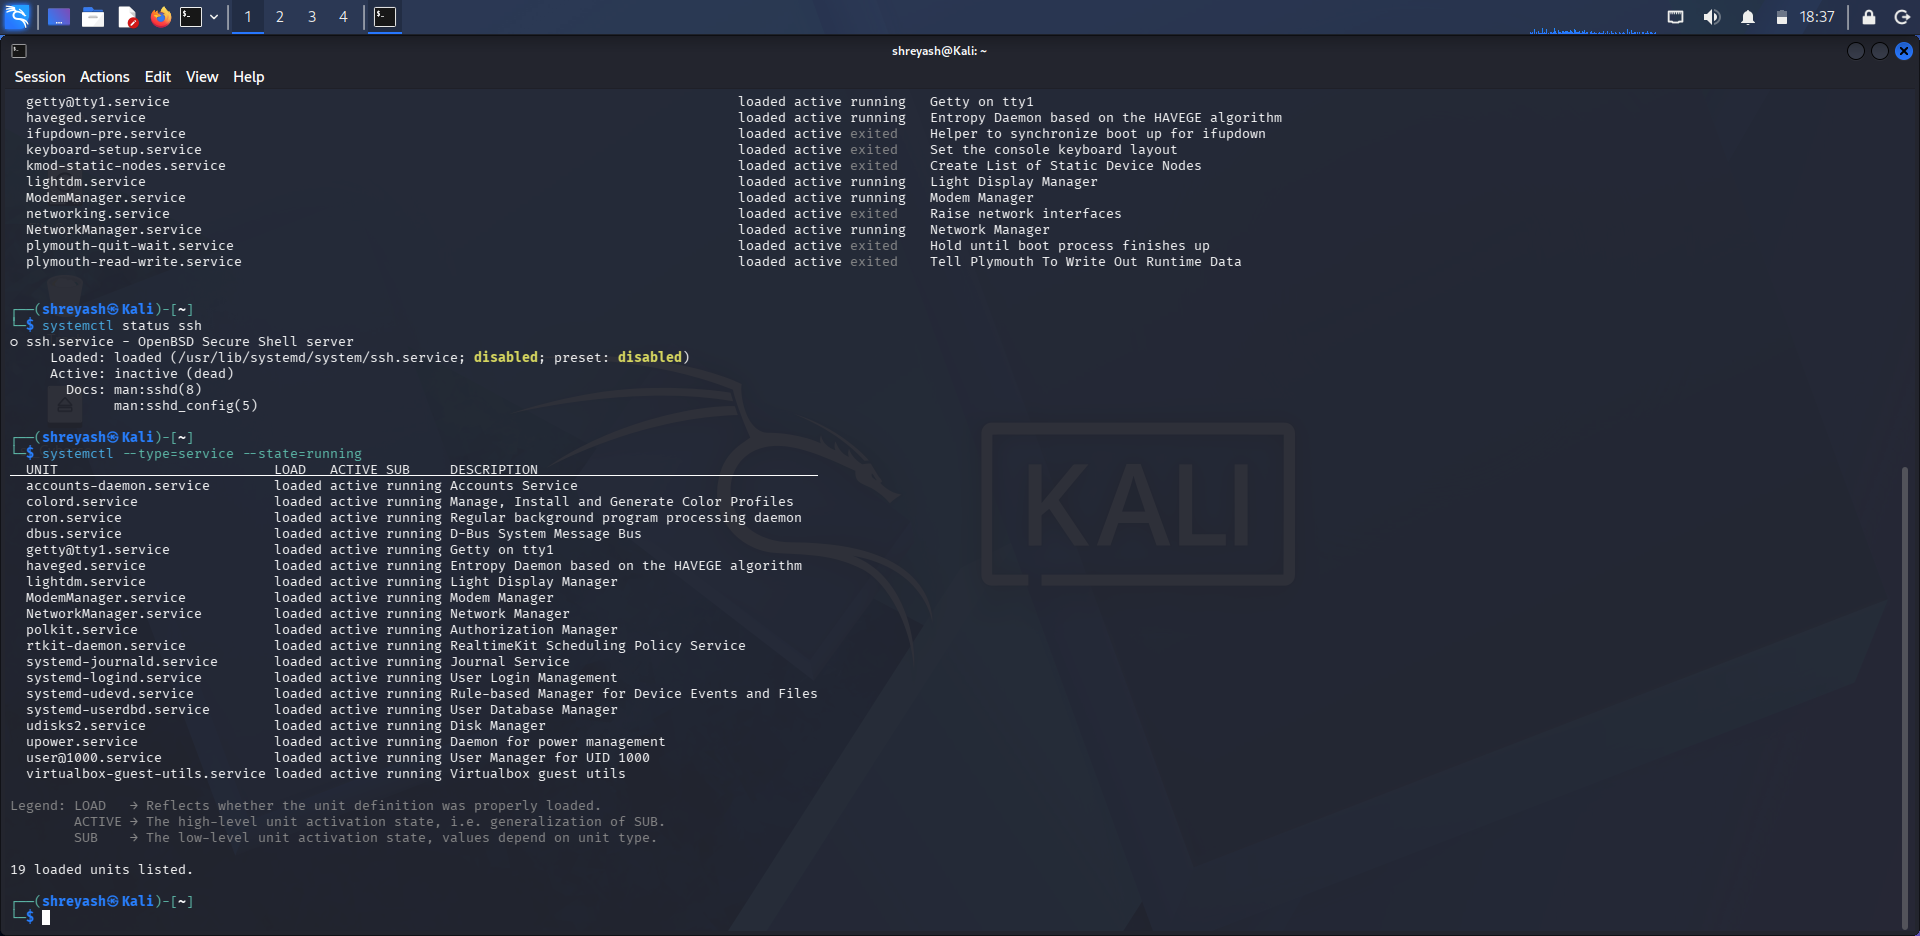 1 2 3 4 18:37
shreyash@Kali: ~
Session Actions Edit View Help
getty@tty1.service loaded active running Getty on tty1
haveged.service loaded active running Entropy Daemon based on the HAVEGE algorithm
ifupdown-pre.service loaded active exited Helper to synchronize boot up for ifupdown
keyboard-setup.service loaded active exited Set the console keyboard layout
kmod-static-nodes.service loaded active exited Create List of Static Device Nodes
lightdm.service loaded active running Light Display Manager
ModemManager.service loaded active running Modem Manager
networking.service loaded active exited Raise network interfaces
NetworkManager.service loaded active running Network Manager
plymouth-quit-wait.service loaded active exited Hold until boot process finishes up
plymouth-read-write.service loaded active exited Tell Plymouth To Write Out Runtime Data
┌──(shreyash㉿Kali)-[~]
└─$ systemctl status ssh
○ ssh.service - OpenBSD Secure Shell server
Loaded: loaded (/usr/lib/systemd/system/ssh.service; disabled; preset: disabled)
Active: inactive (dead)
Docs: man:sshd(8)
man:sshd_config(5)
┌──(shreyash㉿Kali)-[~]
└─$ systemctl --type=service --state=running
UNIT LOAD ACTIVE SUB DESCRIPTION
accounts-daemon.service loaded active running Accounts Service
colord.service loaded active running Manage, Install and Generate Color Profiles
cron.service loaded active running Regular background program processing daemon
dbus.service loaded active running D-Bus System Message Bus
getty@tty1.service loaded active running Getty on tty1
haveged.service loaded active running Entropy Daemon based on the HAVEGE algorithm
lightdm.service loaded active running Light Display Manager
ModemManager.service loaded active running Modem Manager
NetworkManager.service loaded active running Network Manager
polkit.service loaded active running Authorization Manager
rtkit-daemon.service loaded active running RealtimeKit Scheduling Policy Service
systemd-journald.service loaded active running Journal Service
systemd-logind.service loaded active running User Login Management
systemd-udevd.service loaded active running Rule-based Manager for Device Events and Files
systemd-userdbd.service loaded active running User Database Manager
udisks2.service loaded active running Disk Manager
upower.service loaded active running Daemon for power management
user@1000.service loaded active running User Manager for UID 1000
virtualbox-guest-utils.service loaded active running Virtualbox guest utils
Legend: LOAD → Reflects whether the unit definition was properly loaded.
ACTIVE → The high-level unit activation state, i.e. generalization of SUB.
SUB → The low-level unit activation state, values depend on unit type.
19 loaded units listed.
┌──(shreyash㉿Kali)-[~]
└─$
KALI